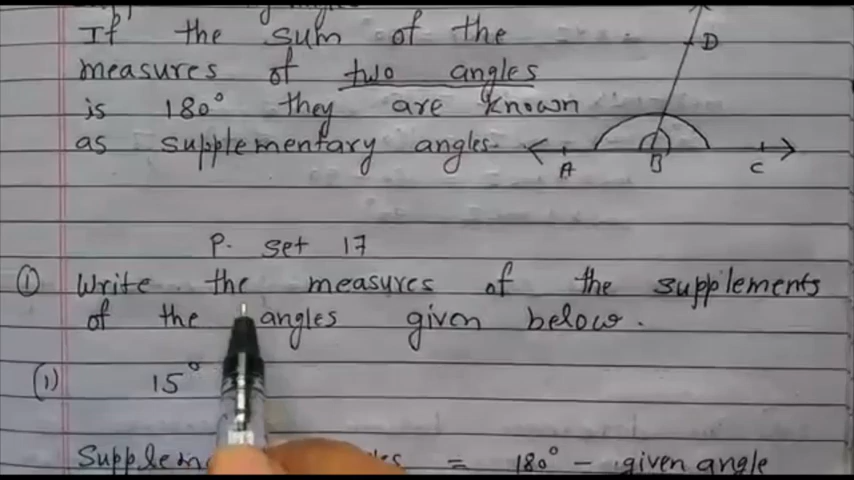 If the sum of the
measures of two angles
is 180° they are known
as supplementary angles.
D
A B C
P. set 17
① Write the measures of the supplements
of the angles given below.
(1) 15°
= 180° - given angle